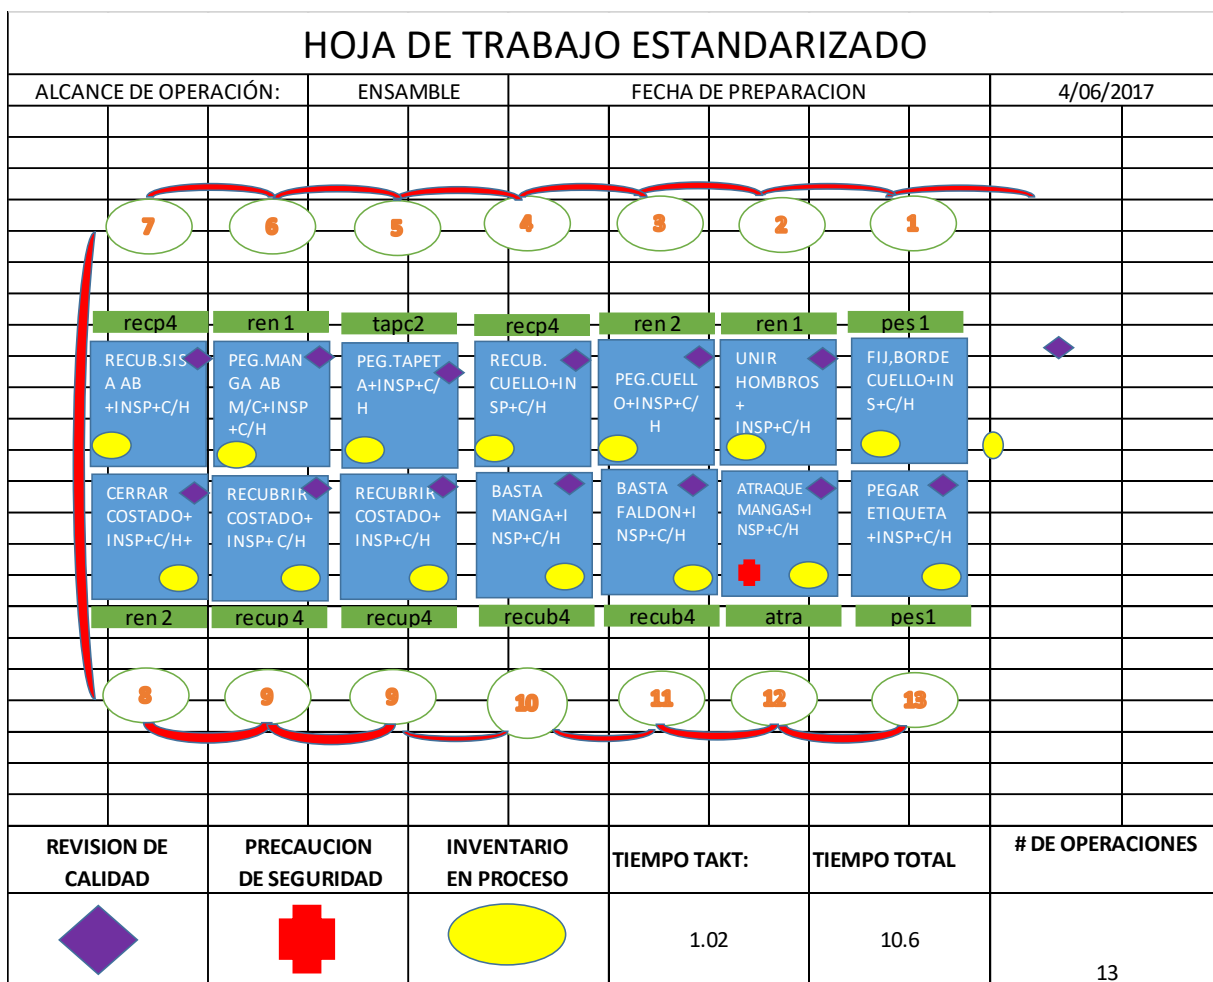 HOJA DE TRABAJO ESTANDARIZADO
ALCANCE DE OPERACIÓN: ENSAMBLE FECHA DE PREPARACION 4/06/2017
7 6 5 4 3 2 1
recp4 ren 1 tapc2 recp4 ren 2 ren 1 pes 1
RECUB.SIS
A AB
+INSP+C/H
PEG.MAN
GA AB
M/C+INSP
+C/H
PEG.TAPET
A+INSP+C/
H
RECUB.
CUELLO+IN
SP+C/H
PEG.CUELL
O+INSP+C/
H
UNIR
HOMBROS
+
INSP+C/H
FIJ,BORDE
CUELLO+IN
S+C/H
CERRAR
COSTADO+
INSP+C/H+
RECUBRIR
COSTADO+
INSP+ C/H
RECUBRIR
COSTADO+
INSP+C/H
BASTA
MANGA+I
NSP+C/H
BASTA
FALDON+I
NSP+C/H
ATRAQUE
MANGAS+I
NSP+C/H
PEGAR
ETIQUETA
+INSP+C/H
ren 2 recup 4 recup4 recub4 recub4 atra pes1
8 9 9 10 11 12 13
REVISION DE
CALIDAD
PRECAUCION
DE SEGURIDAD
INVENTARIO
EN PROCESO
TIEMPO TAKT:
TIEMPO TOTAL
# DE OPERACIONES
1.02 10.6 13